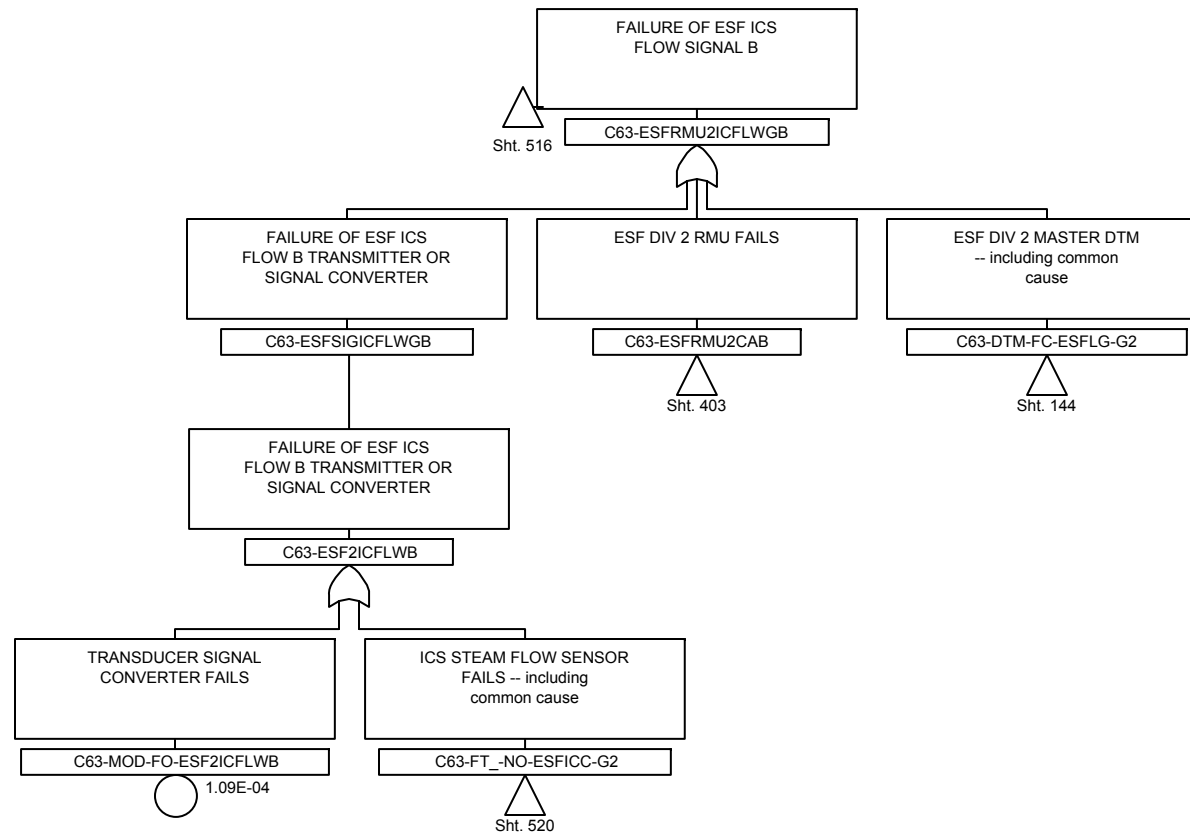 FAILURE OF ESF ICS
FLOW SIGNAL B
Sht. 516
C63-ESFRMU2ICFLWGB
FAILURE OF ESF ICS
FLOW B TRANSMITTER OR
SIGNAL CONVERTER
C63-ESFSIGICFLWGB
ESF DIV 2 RMU FAILS
C63-ESFRMU2CAB
Sht. 403
ESF DIV 2 MASTER DTM
-- including common
cause
C63-DTM-FC-ESFLG-G2
Sht. 144
FAILURE OF ESF ICS
FLOW B TRANSMITTER OR
SIGNAL CONVERTER
C63-ESF2ICFLWB
TRANSDUCER SIGNAL
CONVERTER FAILS
C63-MOD-FO-ESF2ICFLWB
1.09E-04
ICS STEAM FLOW SENSOR
FAILS -- including
common cause
C63-FT_-NO-ESFICC-G2
Sht. 520